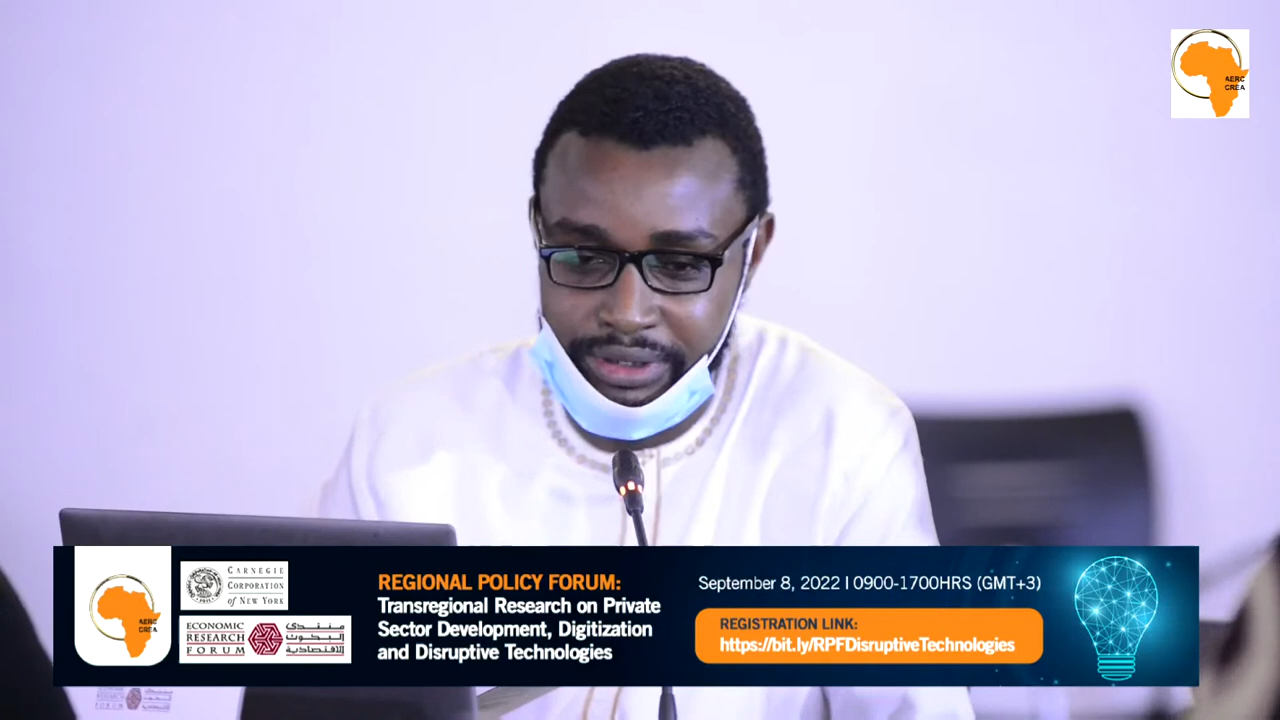 AERC
CREA
AERC
CREA
CARNEGIE
CORPORATION
of NEW YORK
ECONOMIC
RESEARCH
FORUM
منتدى
البحوث
الاقتصادية
REGIONAL POLICY FORUM:
Transregional Research on Private
Sector Development, Digitization
and Disruptive Technologies
September 8, 2022 I 0900-1700HRS (GMT+3)
REGISTRATION LINK:
https://bit.ly/RPFDisruptiveTechnologies